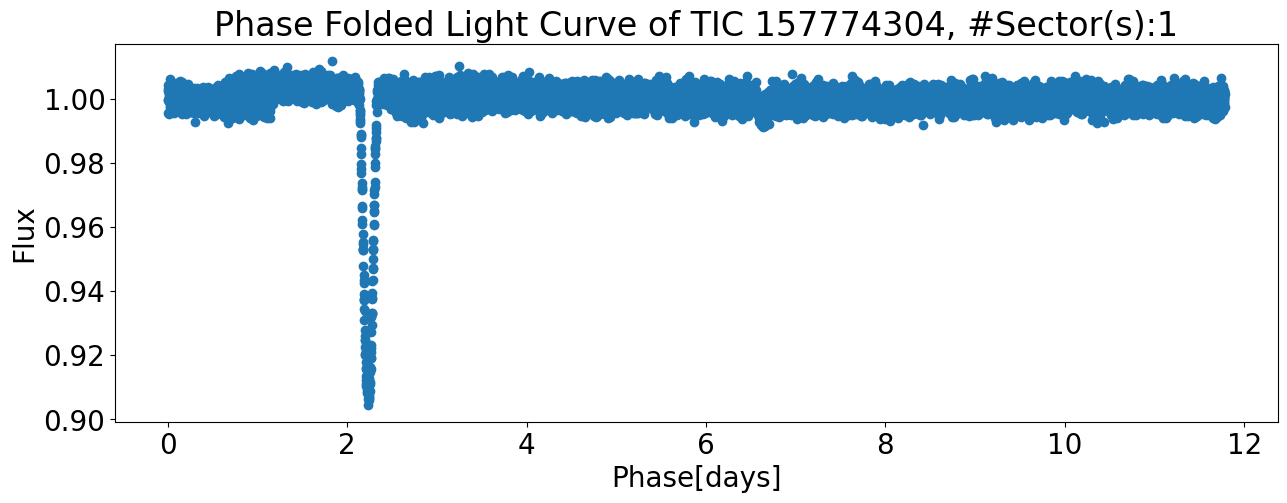 Phase Folded Light Curve of TIC 157774304, #Sector(s):1
1.00
0.98
0.96
0.94
0.92
0.90
Flux
0 2 4 6 8 10 12
Phase[days]